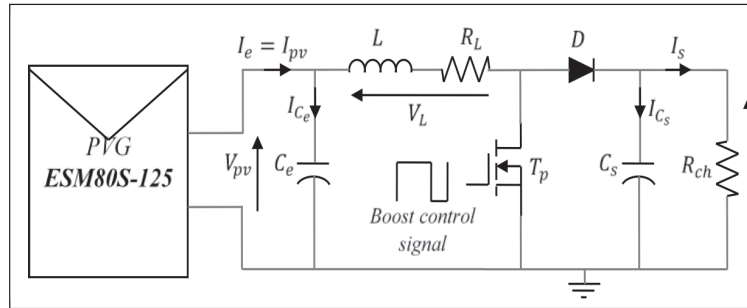 I_e = I_pv
L
R_L
D
I_s
I_Ce
V_L
I_Cs
PVG
ESM80S-125
V_pv
C_e
T_p
C_s
R_ch
Boost control
signal